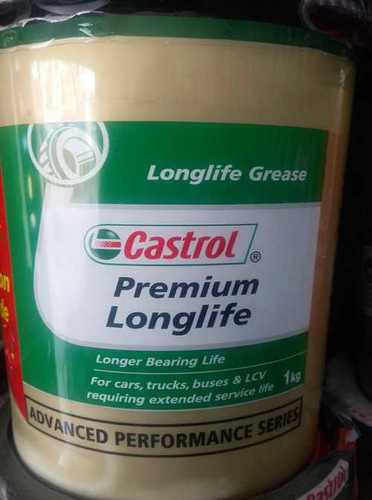 Longlife Grease
Castrol®
Premium
Longlife
Longer Bearing Life
For cars, trucks, buses & LCV
requiring extended service life
1kg
ADVANCED PERFORMANCE SERIES
Castrol